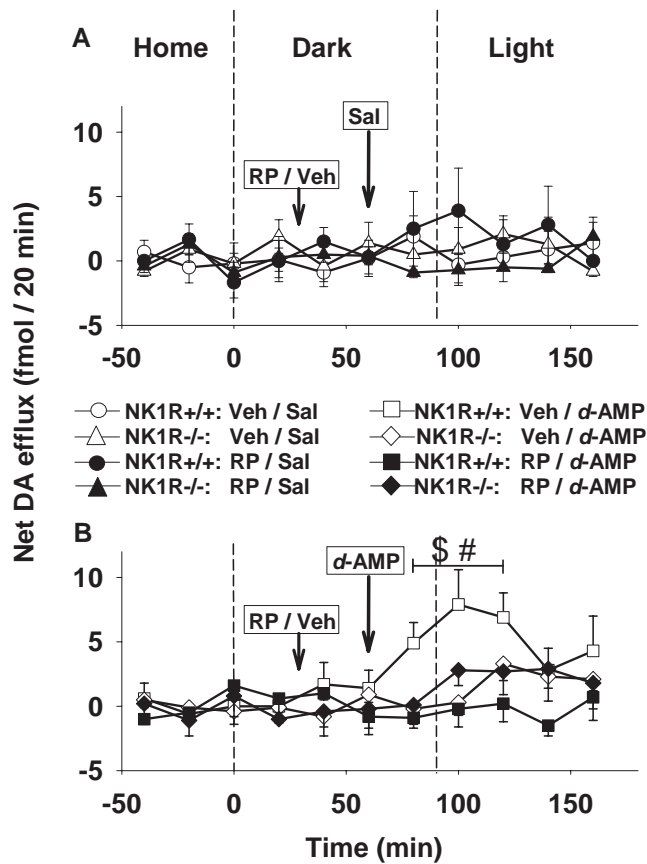 A
Home Dark Light
Sal
RP / Veh
10
5
0
-5
-50 0 50 100 150
Net DA efflux (fmol / 20 min)
NK1R+/+: Veh / Sal NK1R+/+: Veh / d-AMP
NK1R-/-: Veh / Sal NK1R-/-: Veh / d-AMP
NK1R+/+: RP / Sal NK1R+/+: RP / d-AMP
NK1R-/-: RP / Sal NK1R-/-: RP / d-AMP
B
$ #
d-AMP
RP / Veh
10
5
0
-5
-50 0 50 100 150
Time (min)